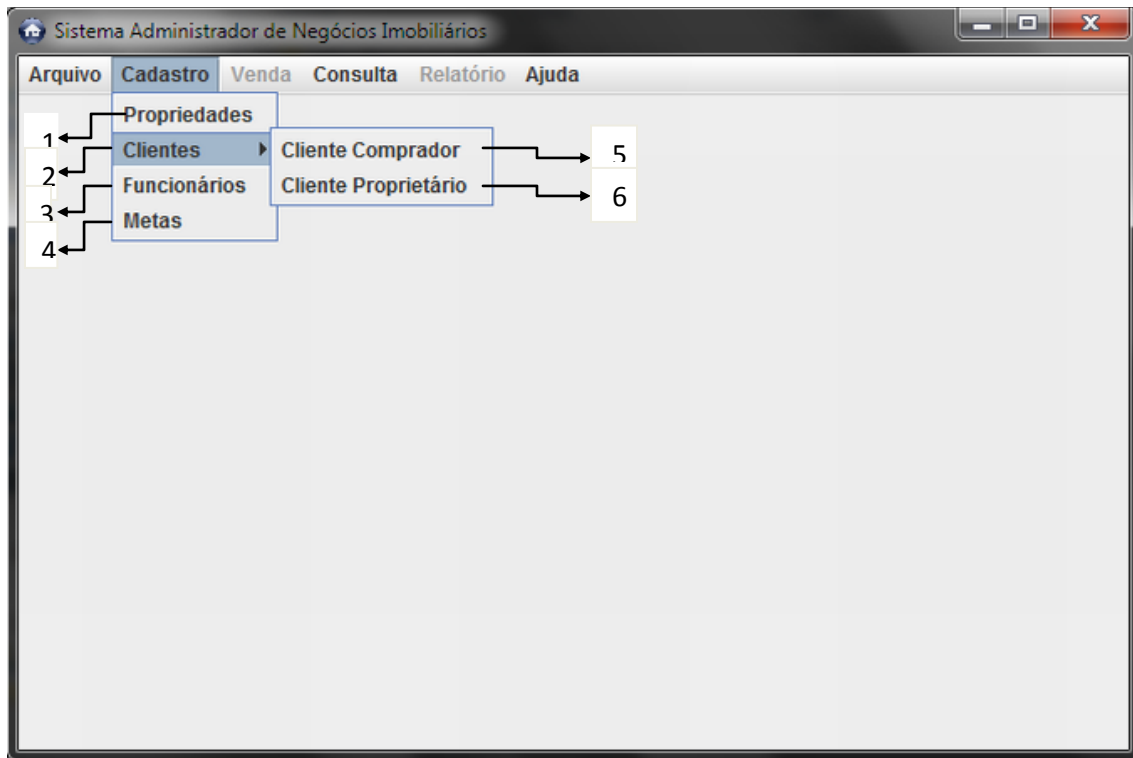 Sistema Administrador de Negócios Imobiliários
Arquivo Cadastro Venda Consulta Relatório Ajuda
Propriedades
1
Clientes Cliente Comprador 5
2
Funcionários Cliente Proprietário 6
3
Metas
4